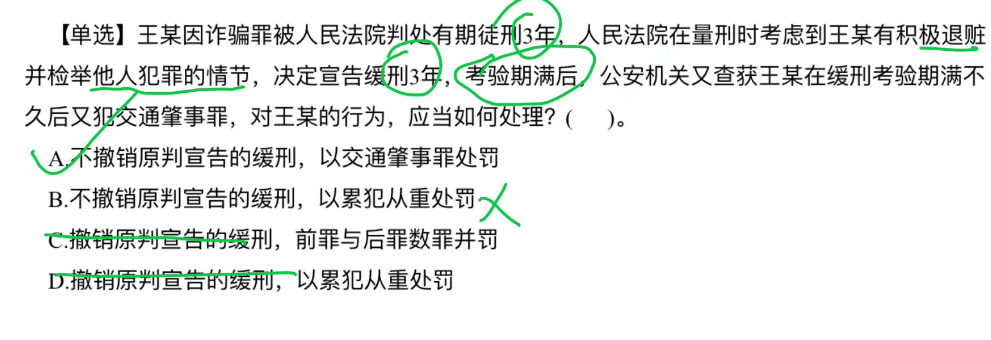 【单选】王某因诈骗罪被人民法院判处有期徒刑3年，人民法院在量刑时考虑到王某有积极退赃
并检举他人犯罪的情节，决定宣告缓刑3年，考验期满后，公安机关又查获王某在缓刑考验期满不
久后又犯交通肇事罪，对王某的行为，应当如何处理？（ ）。
A.不撤销原判宣告的缓刑，以交通肇事罪处罚
B.不撤销原判宣告的缓刑，以累犯从重处罚
C.撤销原判宣告的缓刑，前罪与后罪数罪并罚
D.撤销原判宣告的缓刑，以累犯从重处罚